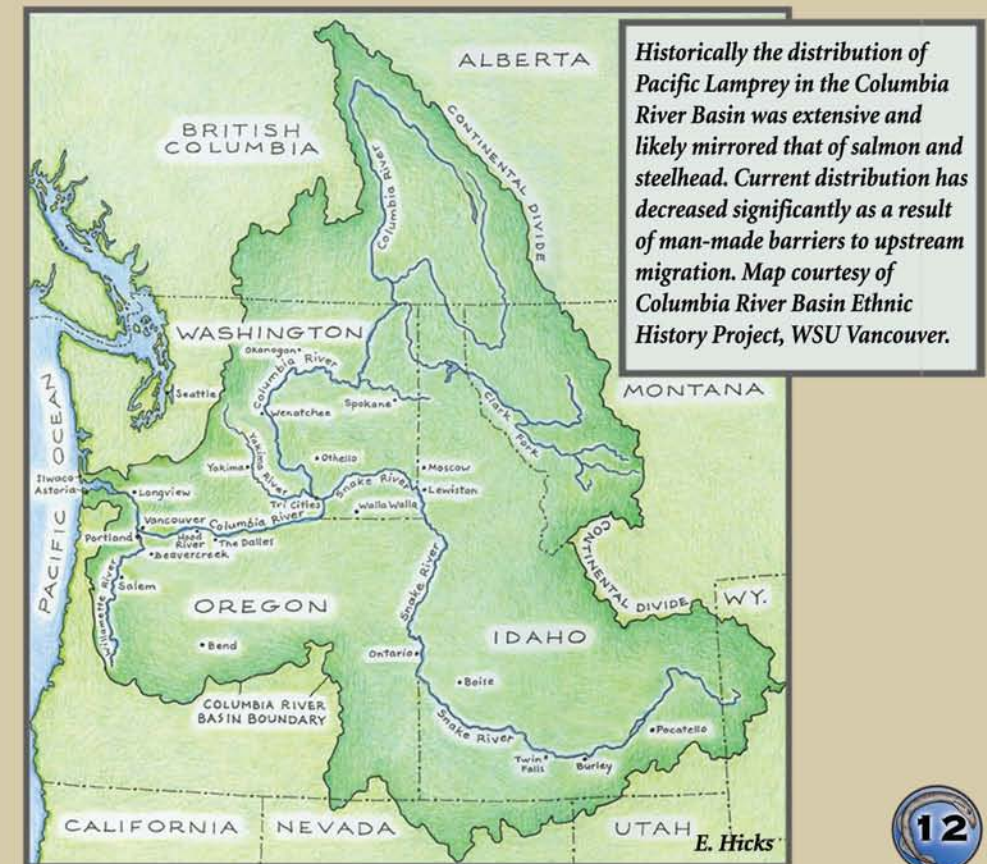 ALBERTA
BRITISH
COLUMBIA
CONTINENTAL DIVIDE
Columbia River
Historically the distribution of
Pacific Lamprey in the Columbia
River Basin was extensive and
likely mirrored that of salmon and
steelhead. Current distribution has
decreased significantly as a result
of man-made barriers to upstream
migration. Map courtesy of
Columbia River Basin Ethnic
History Project, WSU Vancouver.
WASHINGTON
Okanogan
Columbia River
MONTANA
Seattle
Wenatchee
Spokane
Clark Fork
PACIFIC OCEAN
Yakima
Yakima River
Othello
Moscow
Snake River
Lewiston
Ilwaco
Astoria
Longview
Tri Cities
Walla Walla
Vancouver
Columbia River
Portland
Hood
River
The Dalles
Beavercreek
CONTINENTAL DIVIDE
WY.
Willamette River
Salem
OREGON
Snake River
IDAHO
Bend
Ontario
Boise
COLUMBIA RIVER
BASIN BOUNDARY
Snake River
Pocatello
Twin
Falls
Burley
PACIFIC OCEAN
CALIFORNIA
NEVADA
UTAH
E. Hicks
12